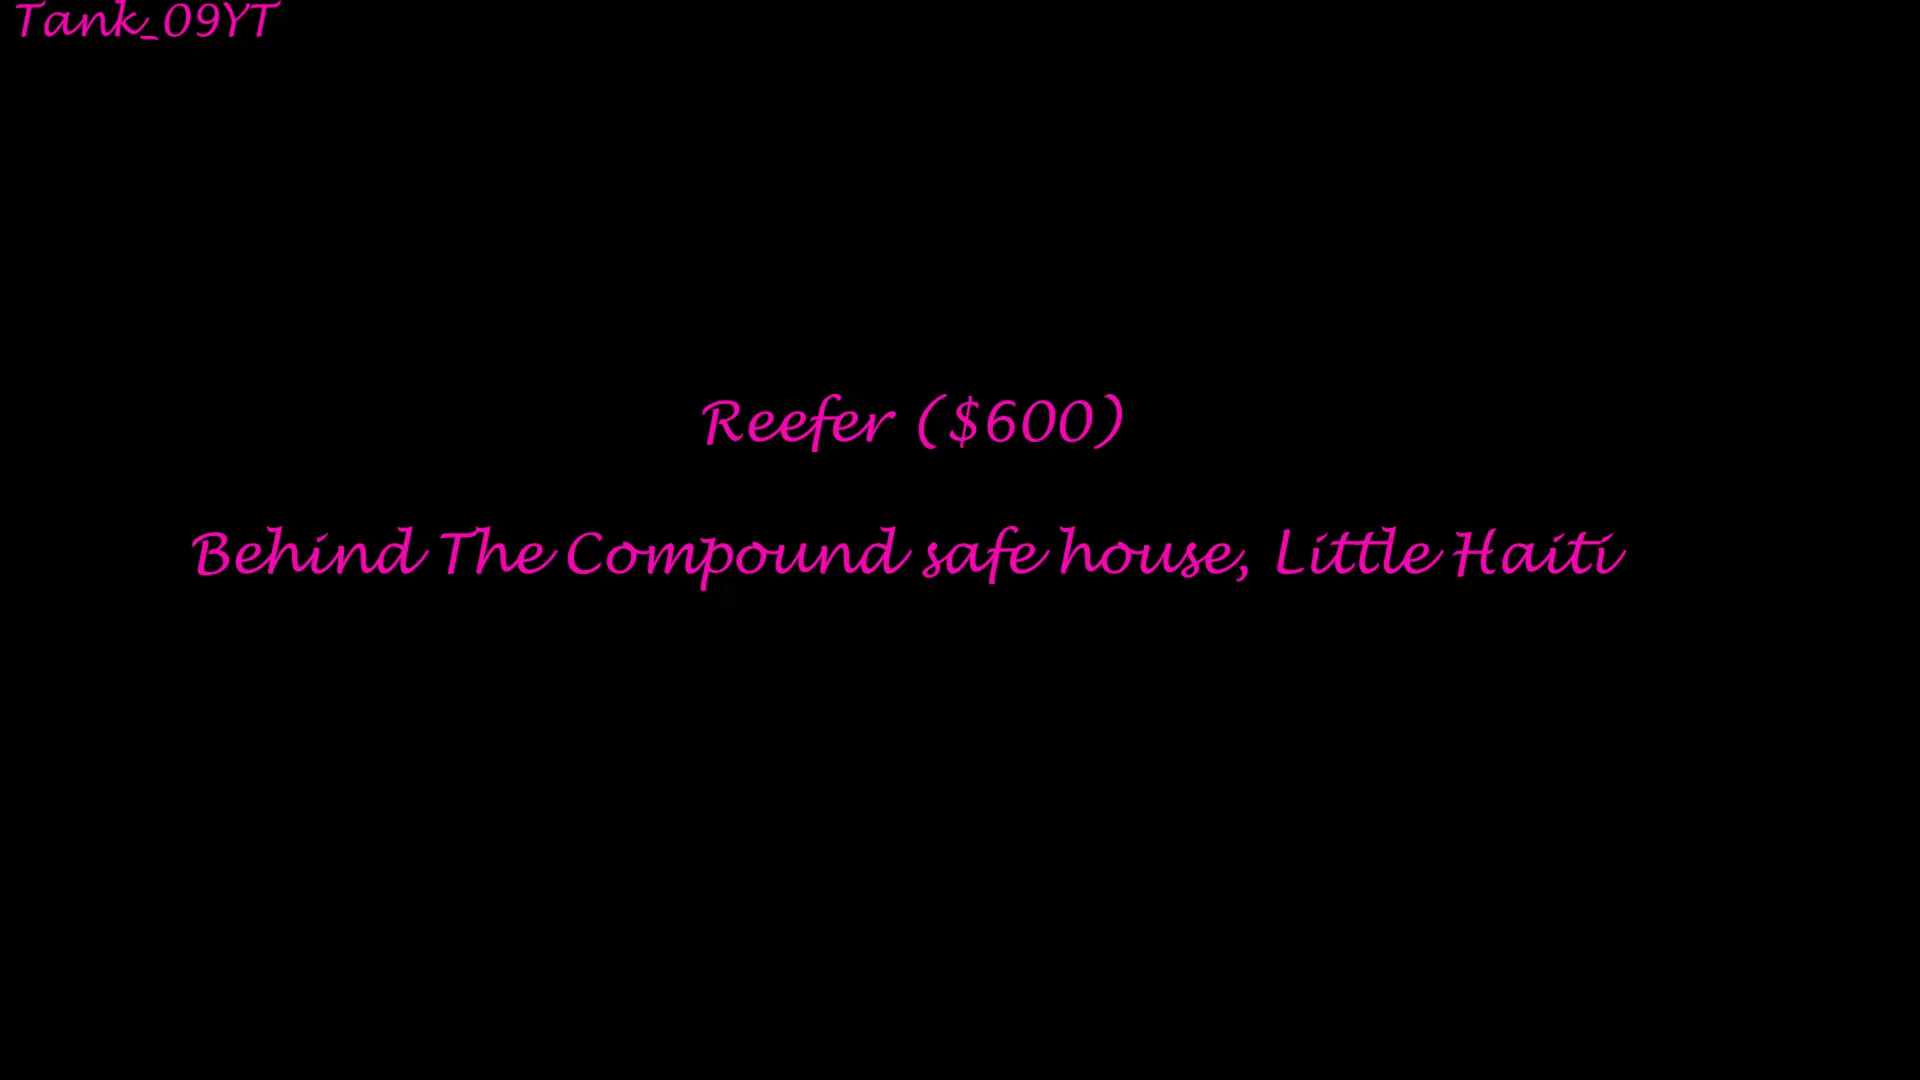 Tank_09YT
Reefer ($600)
Behind The Compound safe house, Little Haiti